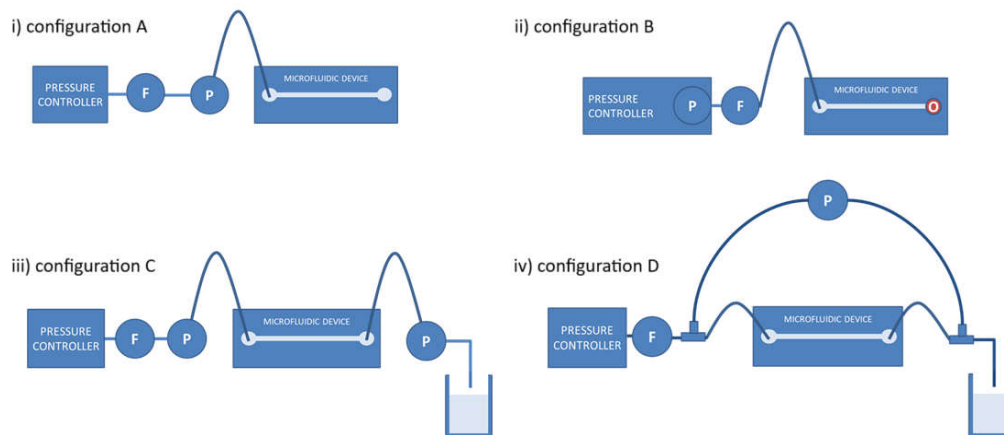 i) configuration A
PRESSURE
CONTROLLER
F
P
MICROFLUIDIC DEVICE
ii) configuration B
PRESSURE
CONTROLLER
P
F
MICROFLUIDIC DEVICE
O
iii) configuration C
PRESSURE
CONTROLLER
F
P
MICROFLUIDIC DEVICE
P
iv) configuration D
P
PRESSURE
CONTROLLER
F
MICROFLUIDIC DEVICE